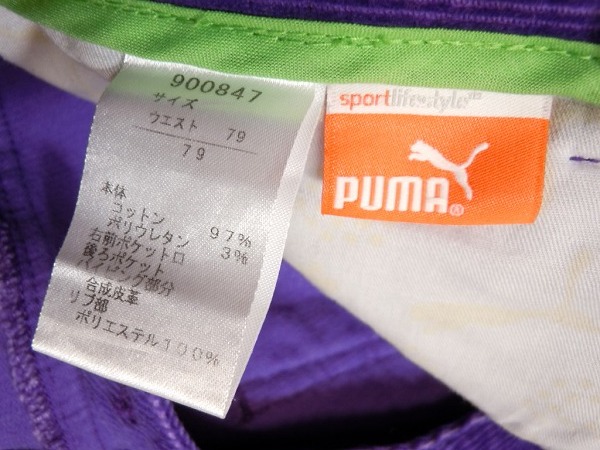 900847
サイズ
ウエスト 79
79
本体
コットン 97%
ポリウレタン 3%
右前ポケット口
後ろポケット
パイピング部分
合成皮革
リブ部
ポリエステル100%
sportlifestyle
PUMA®